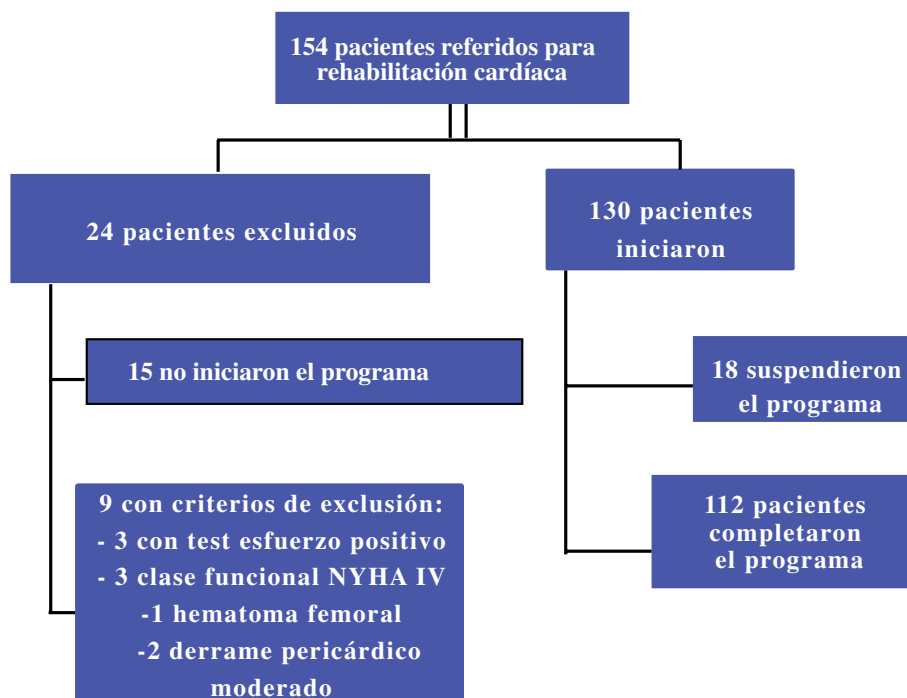 154 pacientes referidos para
rehabilitación cardíaca
24 pacientes excluidos
130 pacientes
iniciaron
15 no iniciaron el programa
18 suspendieron
el programa
9 con criterios de exclusión:
- 3 con test esfuerzo positivo
- 3 clase funcional NYHA IV
-1 hematoma femoral
-2 derrame pericárdico
moderado
112 pacientes
completaron
el programa